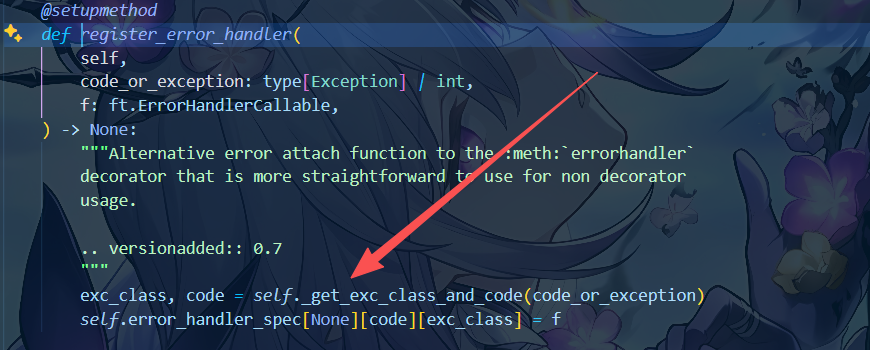 @setupmethod
def register_error_handler(
    self,
    code_or_exception: type[Exception] | int,
    f: ft.ErrorHandlerCallable,
) -> None:
    """Alternative error attach function to the :meth:`errorhandler`
    decorator that is more straightforward to use for non decorator
    usage.

    .. versionadded:: 0.7
    """
    exc_class, code = self._get_exc_class_and_code(code_or_exception)
    self.error_handler_spec[None][code][exc_class] = f